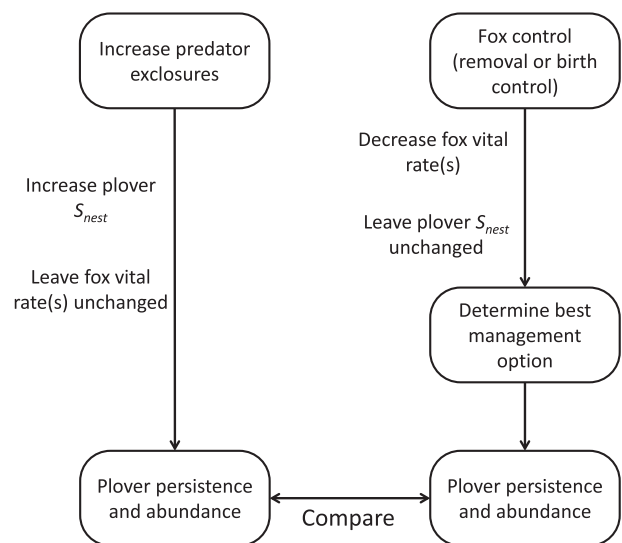 Increase predator
exclosures
Fox control
(removal or birth
control)
Increase plover
Snest
Leave fox vital
rate(s) unchanged
Decrease fox vital
rate(s)
Leave plover Snest
unchanged
Determine best
management
option
Plover persistence
and abundance
Compare
Plover persistence
and abundance